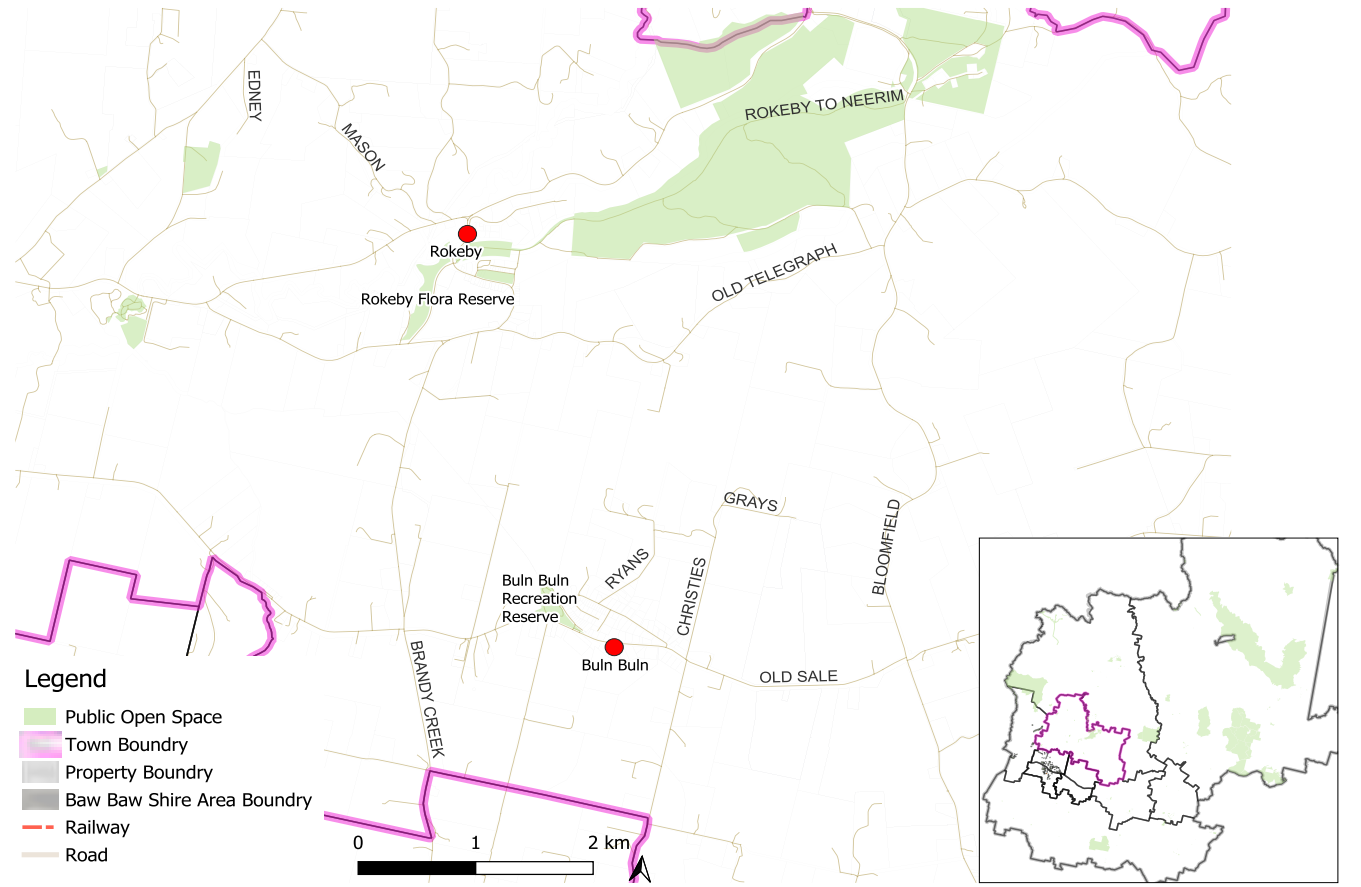 EDNEY
MASON
ROKEBY TO NEERIM
Rokeby
OLD TELEGRAPH
Rokeby Flora Reserve
GRAYS
BLOOMFIELD
RYANS
CHRISTIES
Buln Buln
Recreation
Reserve
Buln Buln
OLD SALE
BRANDY CREEK
Legend
Public Open Space
Town Boundry
Property Boundry
Baw Baw Shire Area Boundry
Railway
Road
0 1 2 km